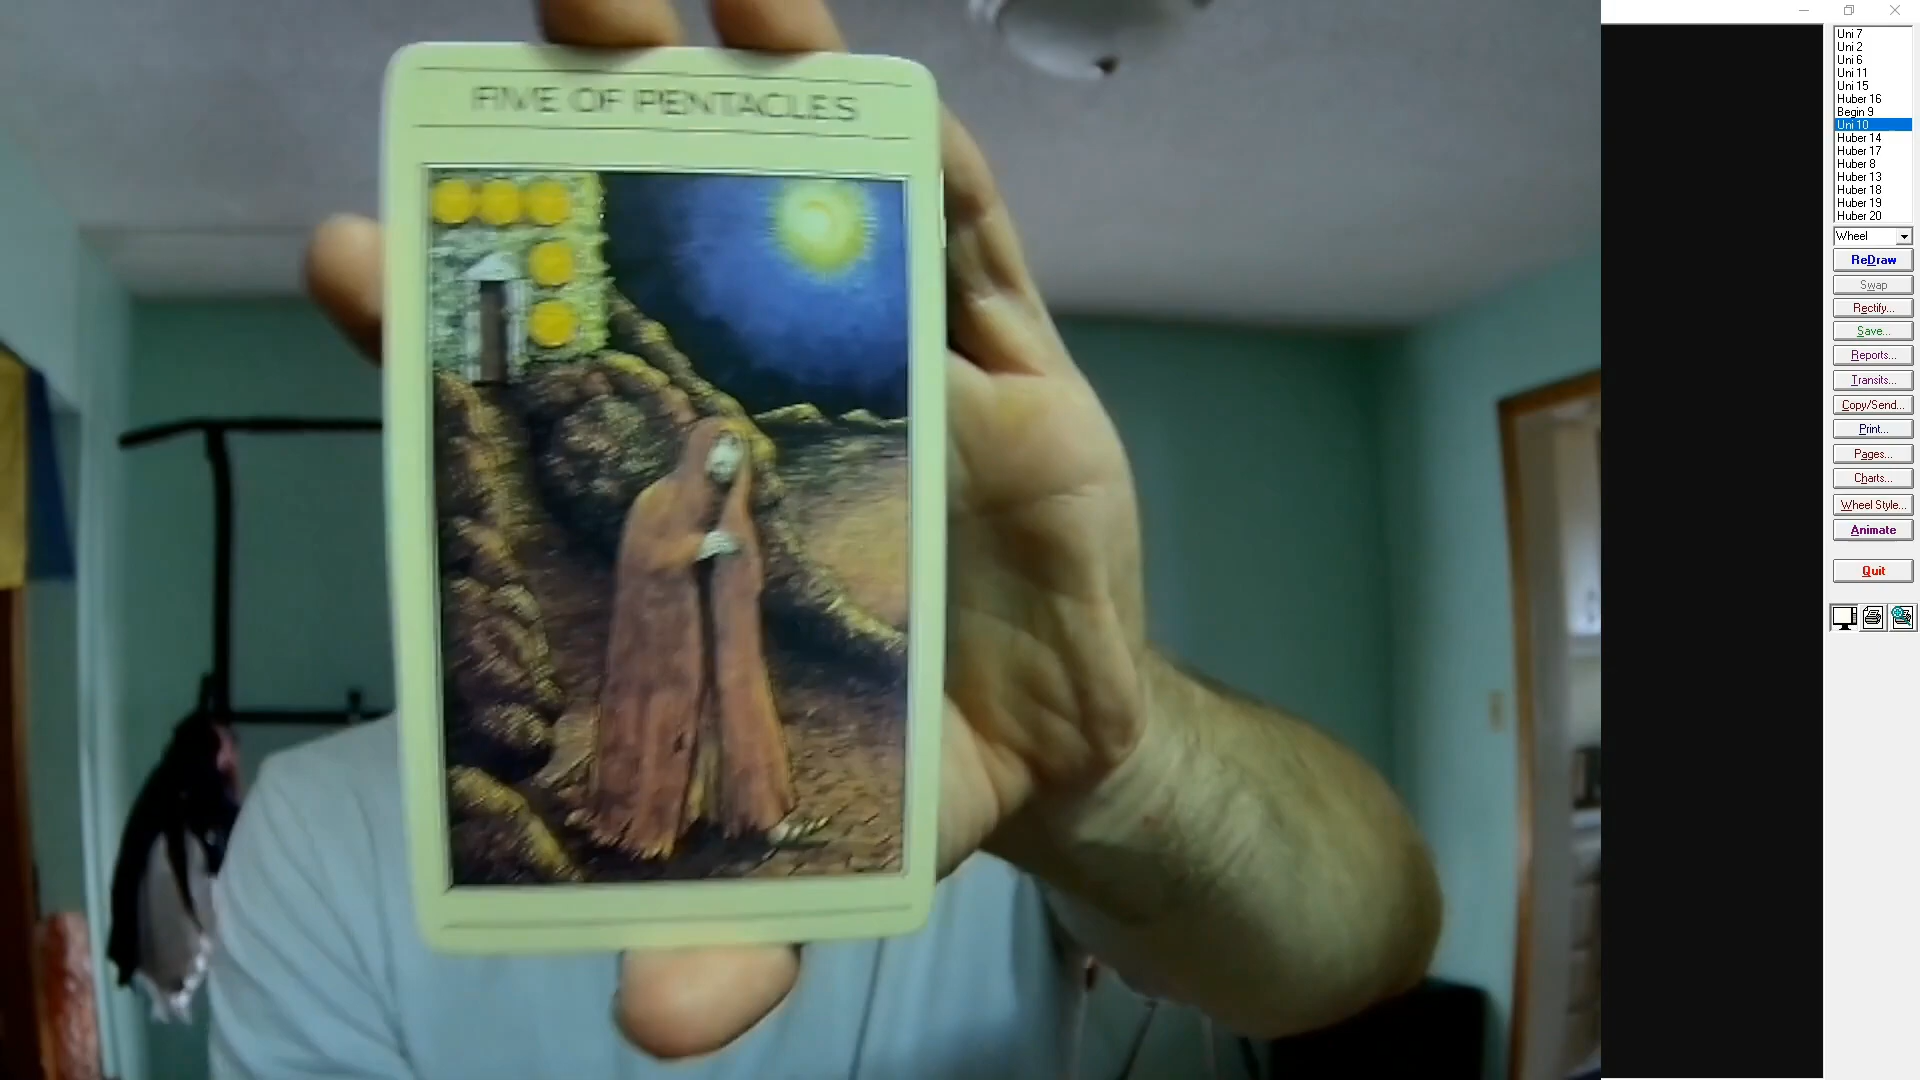 FIVE OF PENTACLES
Uni 7
Uni 2
Uni 6
Uni 11
Uni 15
Huber 16
Begin 9
Uni 10
Huber 14
Huber 17
Huber 8
Huber 13
Huber 18
Huber 19
Huber 20
Wheel
ReDraw
Swap
Rectify...
Save...
Reports...
Transits...
Copy/Send...
Print...
Pages...
Charts...
Wheel Style...
Animate
Quit